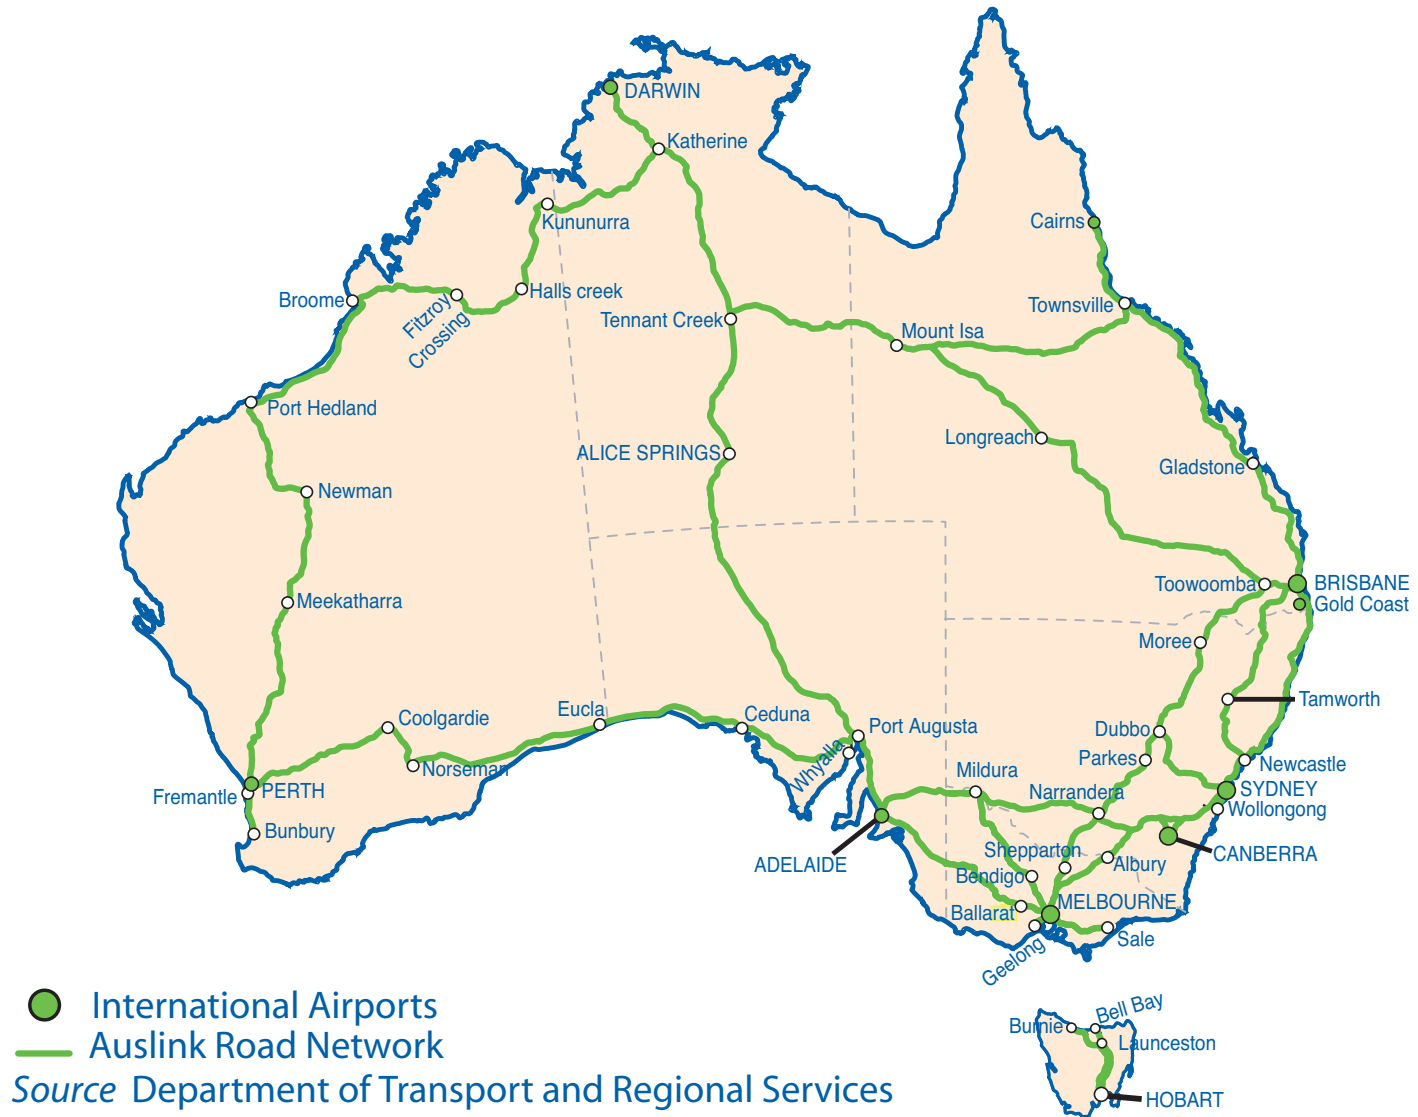 DARWIN
Katherine
Cairns
Kununurra
Halls creek
Broome
Fitzroy
Crossing
Townsville
Tennant Creek
Mount Isa
Port Hedland
Longreach
ALICE SPRINGS
Gladstone
Newman
Toowoomba
BRISBANE
Gold Coast
Meekatharra
Moree
Tamworth
Eucla
Ceduna
Coolgardie
Port Augusta
Dubbo
Whyalla
Parkes
Newcastle
Norseman
Mildura
Narrandera
SYDNEY
Fremantle
PERTH
Wollongong
Bunbury
Shepparton
CANBERRA
ADELAIDE
Albury
Bendigo
Ballarat
MELBOURNE
Sale
Geelong
International Airports
Auslink Road Network
Source Department of Transport and Regional Services
Burnie
Bell Bay
Launceston
HOBART